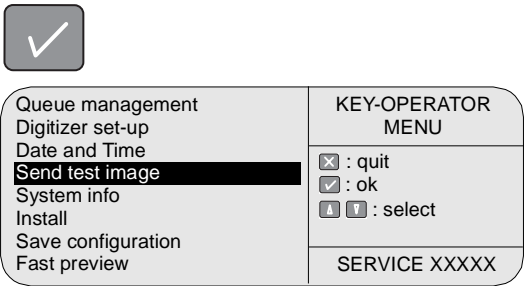 Queue management
Digitizer set-up
Date and Time
Send test image
System info
Install
Save configuration
Fast preview
KEY-OPERATOR
MENU
: quit
: ok
: select
SERVICE XXXXX